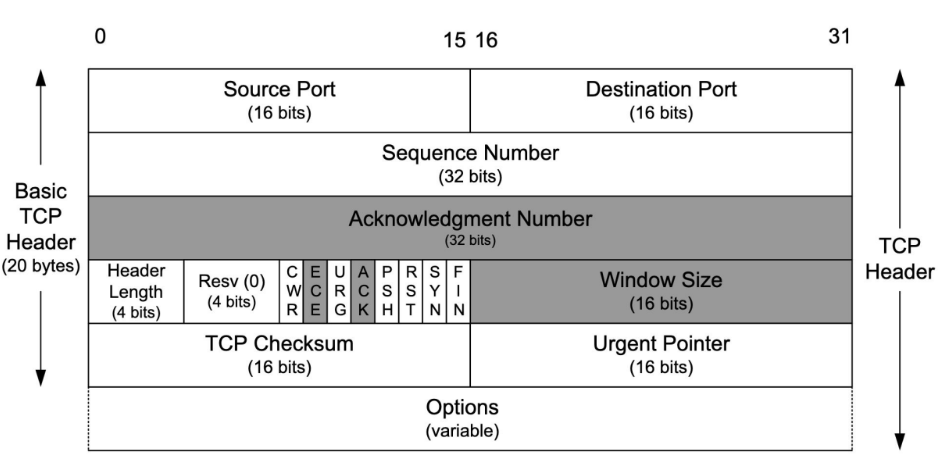 0 15 16 31
Source Port
(16 bits)
Destination Port
(16 bits)
Sequence Number
(32 bits)
Basic
TCP
Header
(20 bytes)
Acknowledgment Number
(32 bits)
TCP
Header
Header
Length
(4 bits)
Resv (0)
(4 bits)
CWR
ECE
URG
ACK
PSH
RST
SYN
FIN
Window Size
(16 bits)
TCP Checksum
(16 bits)
Urgent Pointer
(16 bits)
Options
(variable)